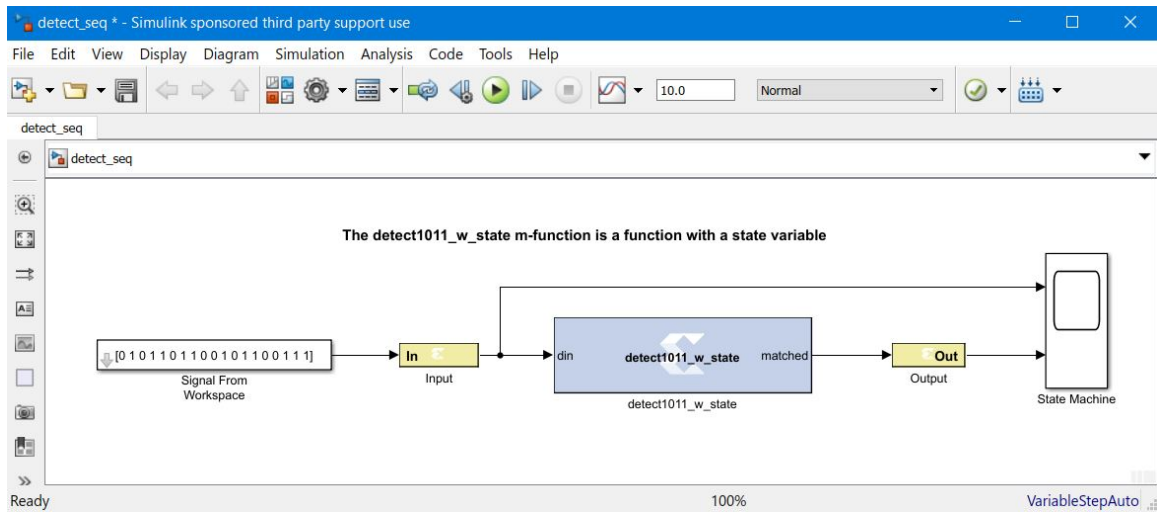 detect_seq * - Simulink sponsored third party support use
File Edit View Display Diagram Simulation Analysis Code Tools Help
10.0 Normal
detect_seq
detect_seq
The detect1011_w_state m-function is a function with a state variable
[0 1 0 1 1 0 1 1 0 0 1 0 1 1 0 0 1 1 1]
In
din
detect1011_w_state
matched
Out
Signal From
Workspace
Input
detect1011_w_state
Output
State Machine
Ready 100% VariableStepAuto